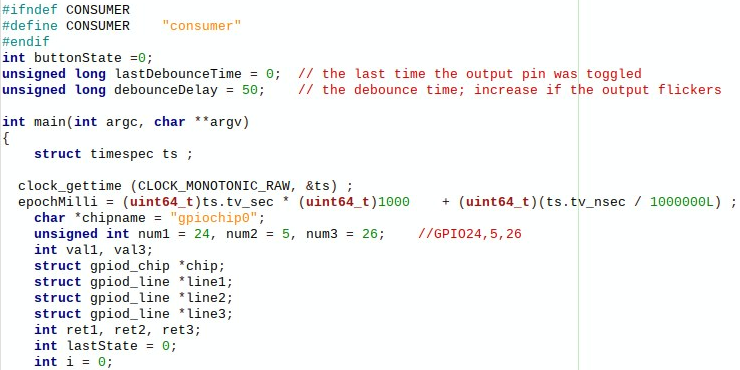 #ifndef CONSUMER
#define CONSUMER    "consumer"
#endif
int buttonState =0;
unsigned long lastDebounceTime = 0;  // the last time the output pin was toggled
unsigned long debounceDelay = 50;    // the debounce time; increase if the output flickers

int main(int argc, char **argv)
{
    struct timespec ts ;

  clock_gettime (CLOCK_MONOTONIC_RAW, &ts) ;
  epochMilli = (uint64_t)ts.tv_sec * (uint64_t)1000    + (uint64_t)(ts.tv_nsec / 1000000L) ;
    char *chipname = "gpiochip0";
    unsigned int num1 = 24, num2 = 5, num3 = 26;    //GPIO24,5,26
    int val1, val3;
    struct gpiod_chip *chip;
    struct gpiod_line *line1;
    struct gpiod_line *line2;
    struct gpiod_line *line3;
    int ret1, ret2, ret3;
    int lastState = 0;
    int i = 0;